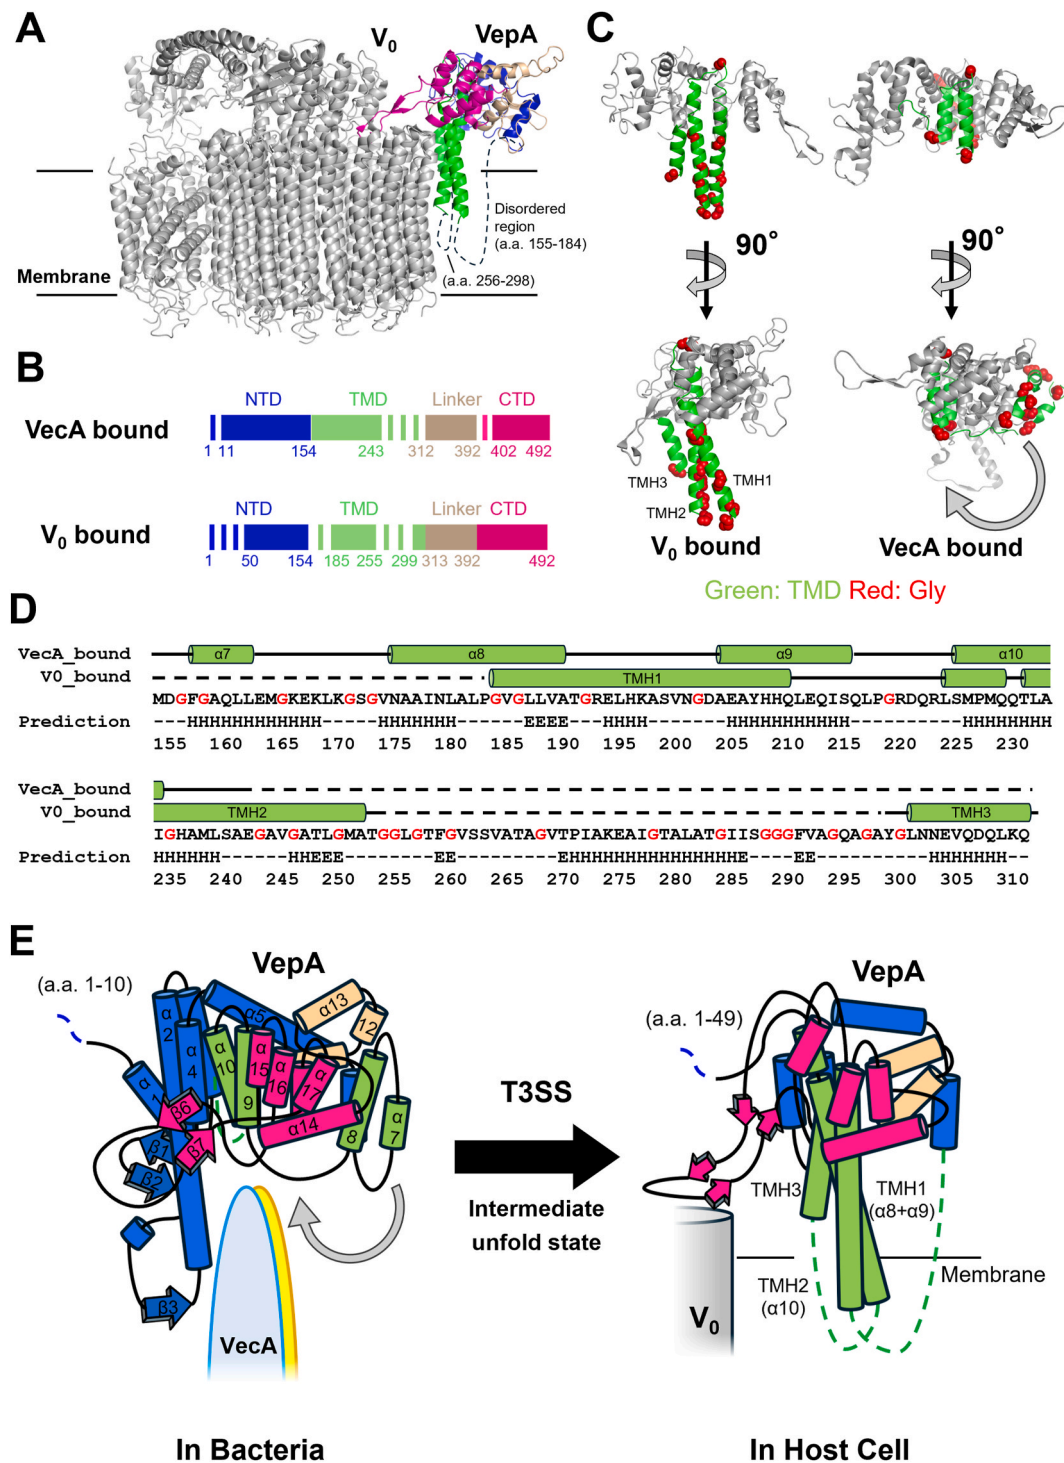 A
V0
VepA
Disordered
region
(a.a. 155-184)
(a.a. 256-298)
Membrane
B
NTD TMD Linker CTD
VecA bound
1 11 154 243 312 392 402 492
NTD TMD Linker CTD
V0 bound
1 50 154 185 255 299 313 392 492
C
90°
90°
TMH3
TMH1
TMH2
V0 bound
VecA bound
Green: TMD Red: Gly
D
VecA_bound α7 α8 α9 α10
V0_bound TMH1
MDGFGAQLLEMGKEKLKGSGVNAAINLALPGVGLLVATGRELHKASVNGDAEAYHHQLEQISQLPGRDQRLSMPMQQTLA
Prediction ---HHHHHHHHHHHH-----HHHHHHH------EEEE---HHHH-------HHHHHHHHHHH----------HHHHHHHH
155 160 165 170 175 180 185 190 195 200 205 210 215 220 225 230
VecA_bound
V0_bound TMH2 TMH3
IGHAMLSAEGAVGATLGMATGGLGTFGVSSVATAGVTPIAKEAIGTALATGIISGGGFVAGQAGAYGLNNEVQDQLKQ
Prediction HHHHHH------HHEEE--------EE---------HHHHHHHHHHHHHHHHH----EE----------HHHHHHH--
235 240 245 250 255 260 265 270 275 280 285 290 295 300 305 310
E
VepA
(a.a. 1-10)
α2
α4
α5
α13
12
α10
9
α15
α16
α17
α1
β6
β1
β7
β2
α14
8
α7
β3
VecA
In Bacteria
T3SS
Intermediate
unfold state
VepA
(a.a. 1-49)
TMH3
TMH1
(α8+α9)
TMH2
(α10)
Membrane
V0
In Host Cell